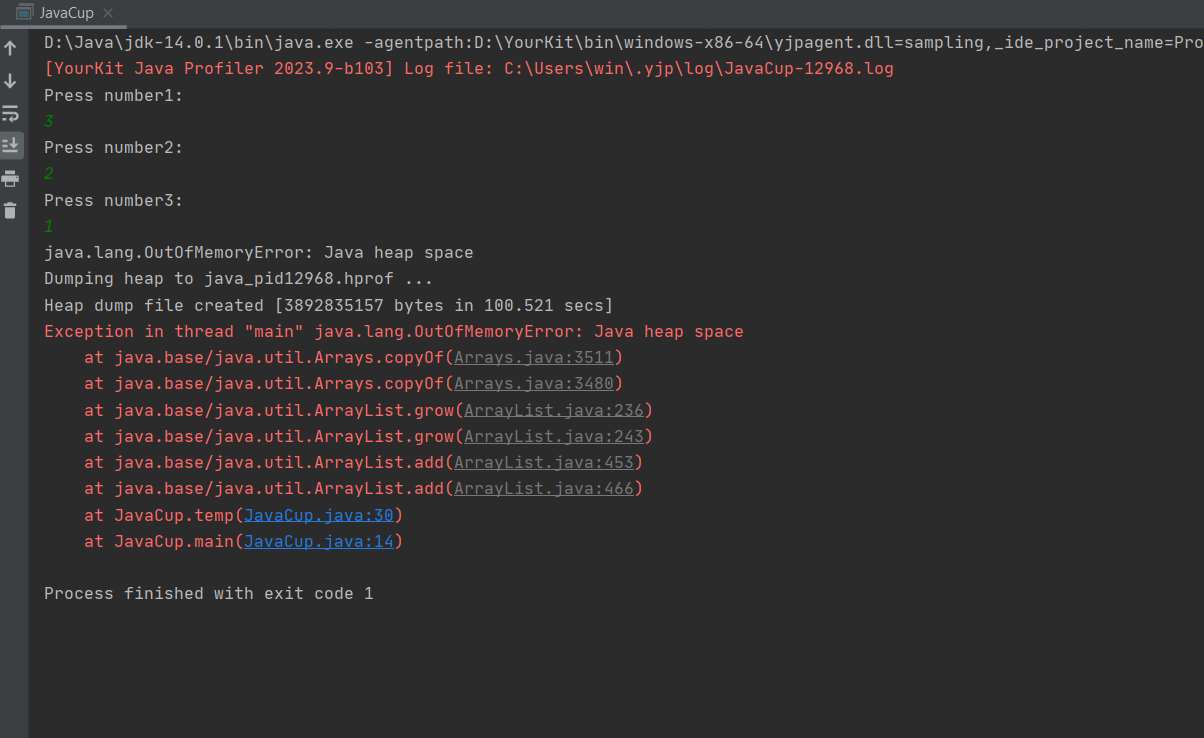 JavaCup
D:\Java\jdk-14.0.1\bin\java.exe -agentpath:D:\YourKit\bin\windows-x86-64\yjpagent.dll=sampling,_ide_project_name=Pro
[YourKit Java Profiler 2023.9-b103] Log file: C:\Users\win\.yjp\log\JavaCup-12968.log
Press number1:
3
Press number2:
2
Press number3:
1
java.lang.OutOfMemoryError: Java heap space
Dumping heap to java_pid12968.hprof ...
Heap dump file created [3892835157 bytes in 100.521 secs]
Exception in thread "main" java.lang.OutOfMemoryError: Java heap space
at java.base/java.util.Arrays.copyOf(Arrays.java:3511)
at java.base/java.util.Arrays.copyOf(Arrays.java:3480)
at java.base/java.util.ArrayList.grow(ArrayList.java:236)
at java.base/java.util.ArrayList.grow(ArrayList.java:243)
at java.base/java.util.ArrayList.add(ArrayList.java:453)
at java.base/java.util.ArrayList.add(ArrayList.java:466)
at JavaCup.temp(JavaCup.java:30)
at JavaCup.main(JavaCup.java:14)
Process finished with exit code 1